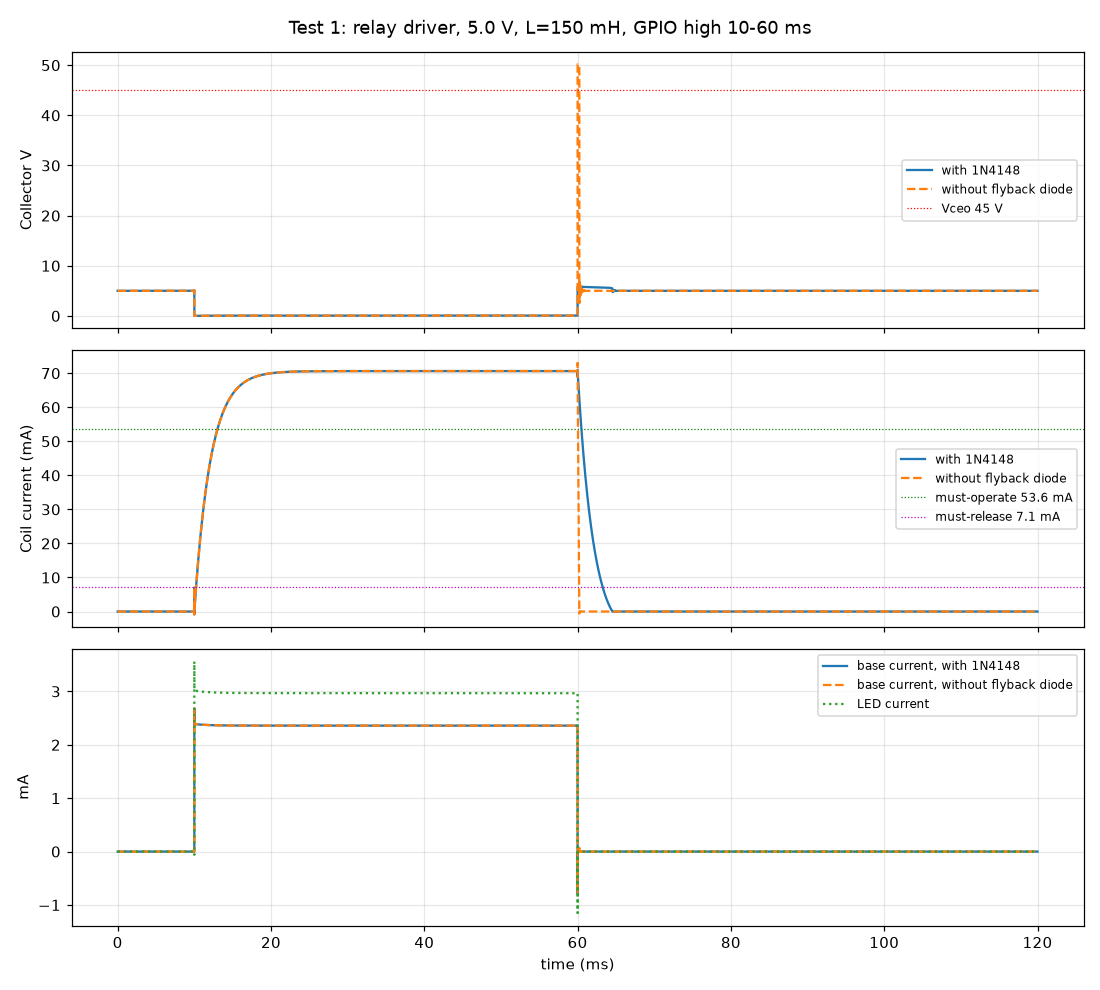 Test 1: relay driver, 5.0 V, L=150 mH, GPIO high 10-60 ms
50
40
30
20
10
0
Collector V
with 1N4148
without flyback diode
Vceo 45 V
70
60
50
40
30
20
10
0
Coil current (mA)
with 1N4148
without flyback diode
must-operate 53.6 mA
must-release 7.1 mA
3
2
1
0
−1
mA
base current, with 1N4148
base current, without flyback diode
LED current
0 20 40 60 80 100 120
time (ms)